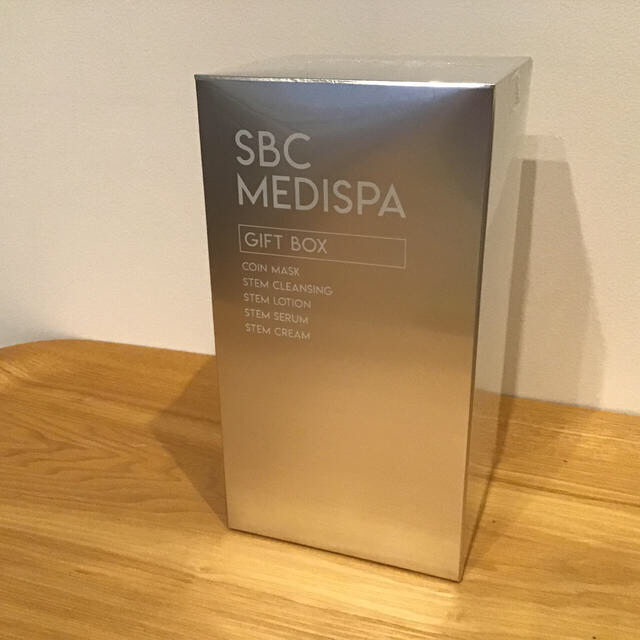 SBC
MEDISPA
GIFT BOX
COIN MASK
STEM CLEANSING
STEM LOTION
STEM SERUM
STEM CREAM